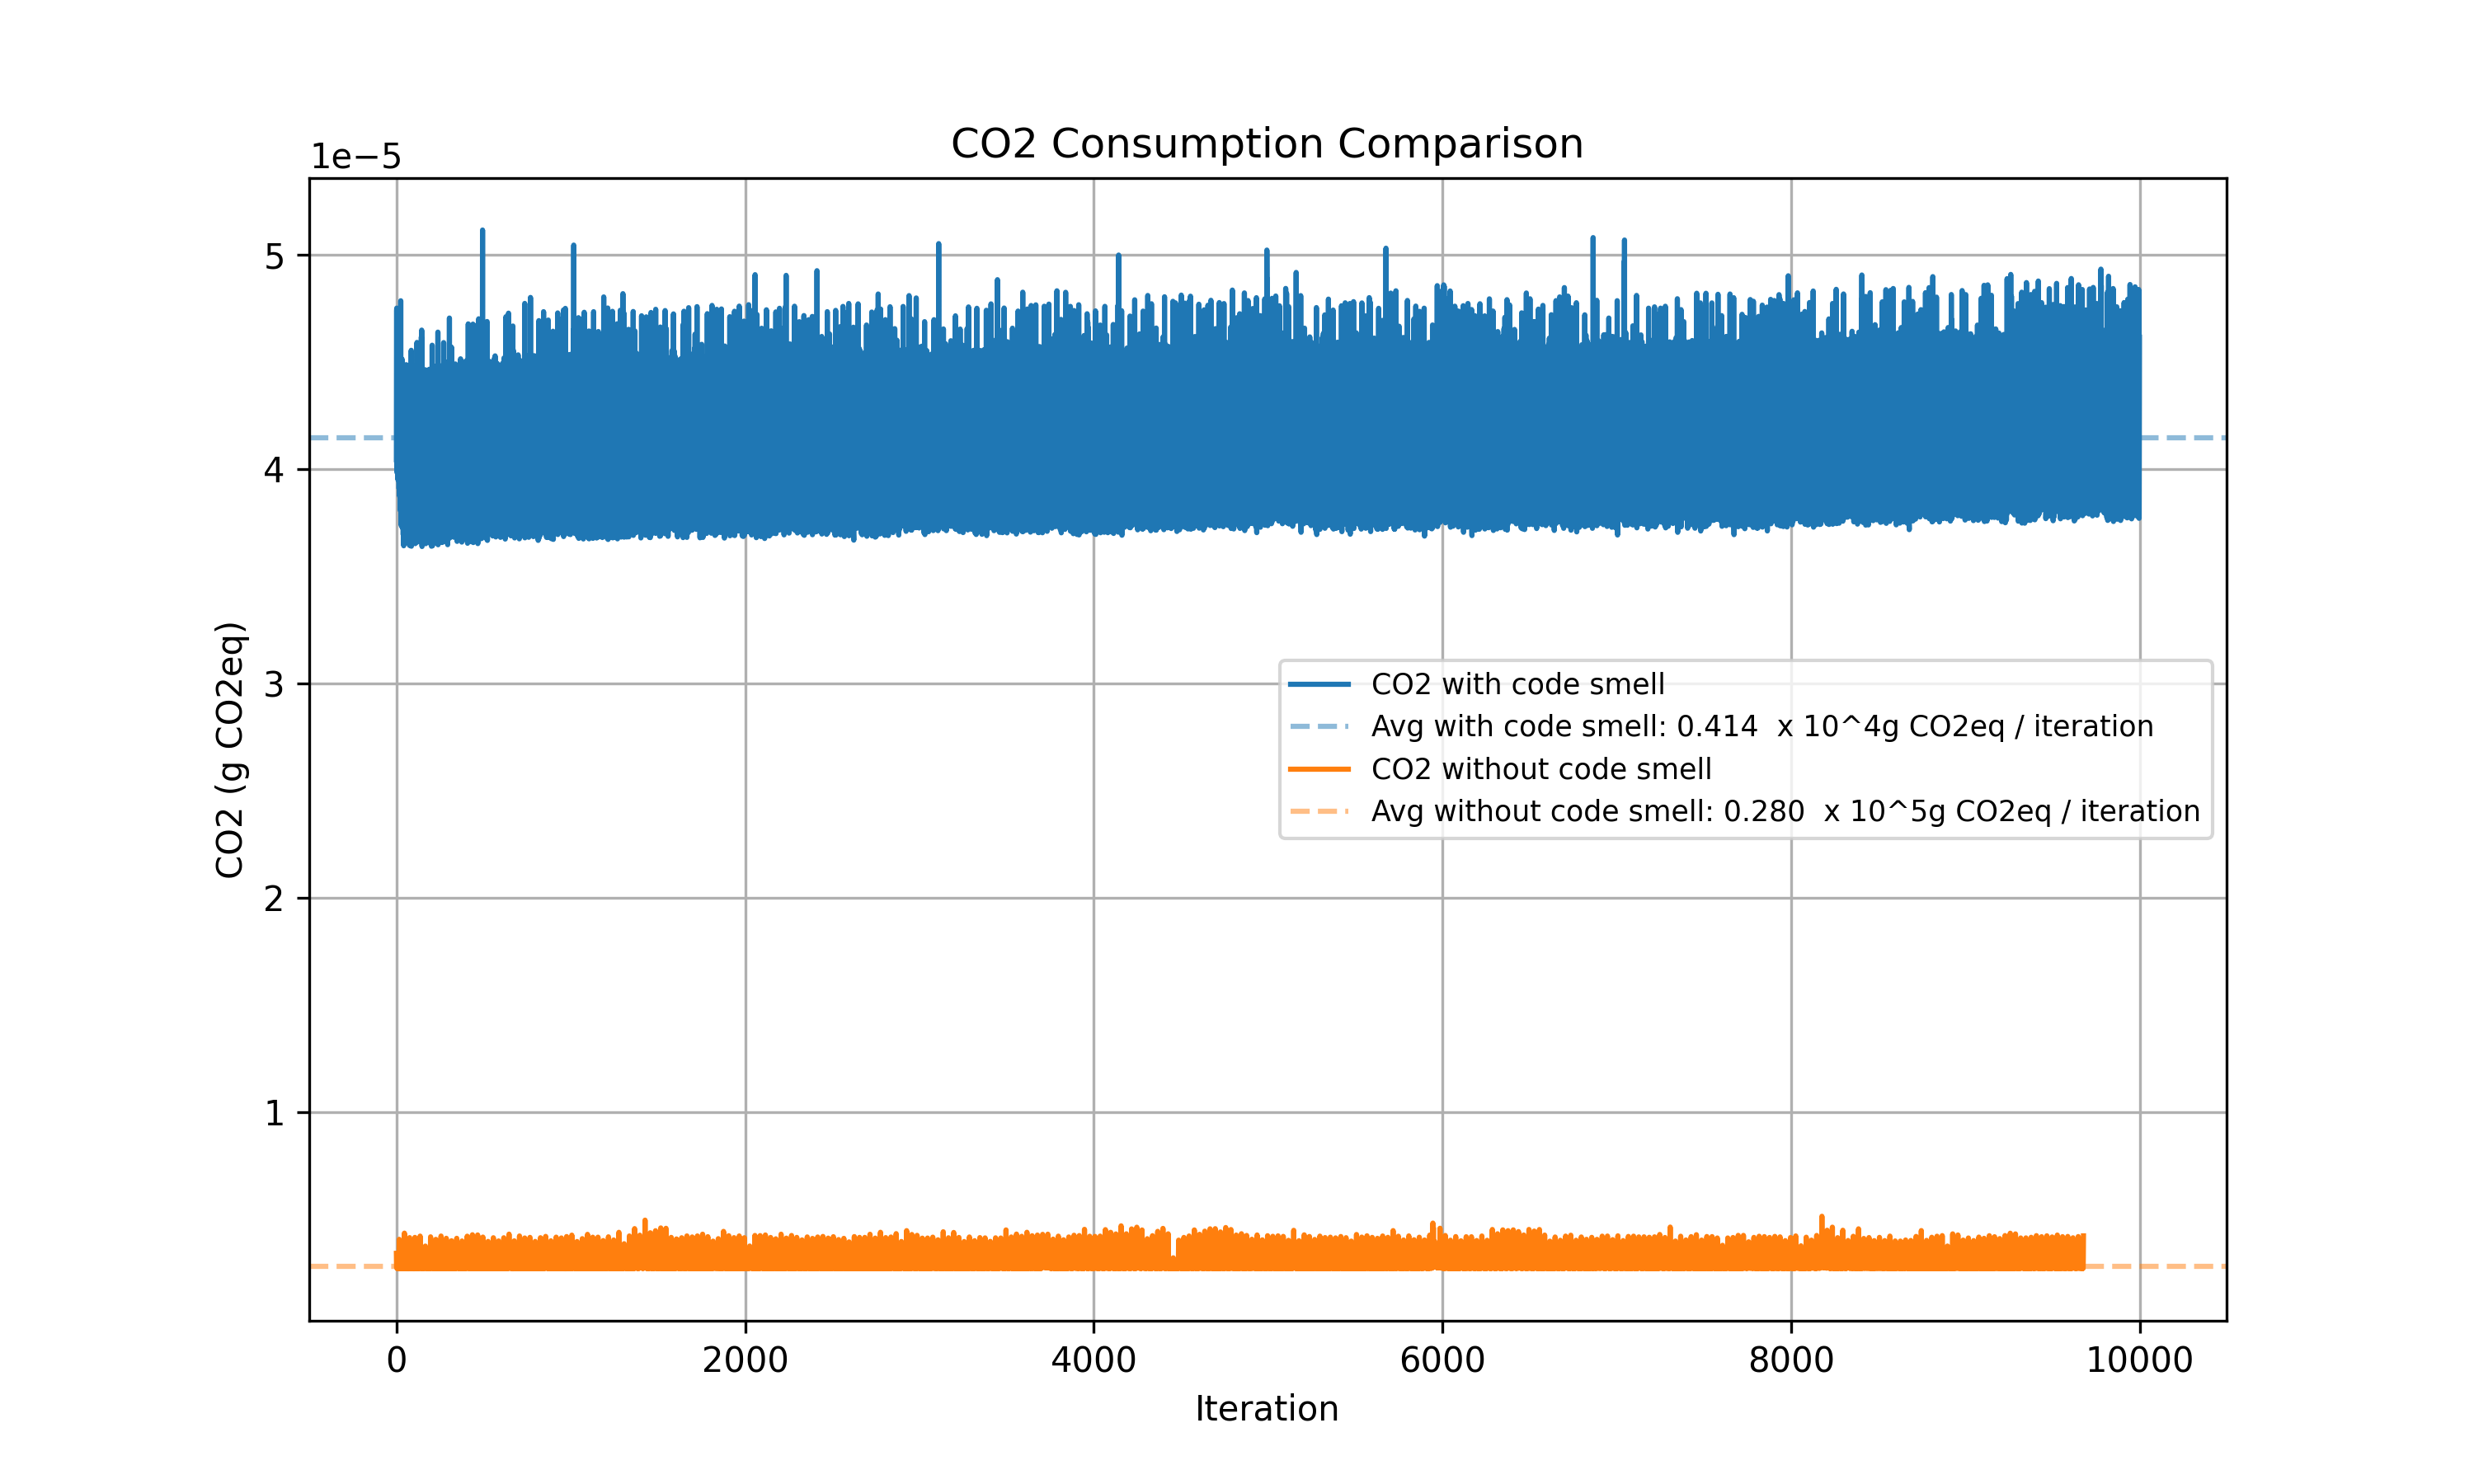 CO2 Consumption Comparison
1e−5
5
4
3
2
1
CO2 (g CO2eq)
CO2 with code smell
Avg with code smell: 0.414  x 10^4g CO2eq / iteration
CO2 without code smell
Avg without code smell: 0.280  x 10^5g CO2eq / iteration
0 2000 4000 6000 8000 10000
Iteration